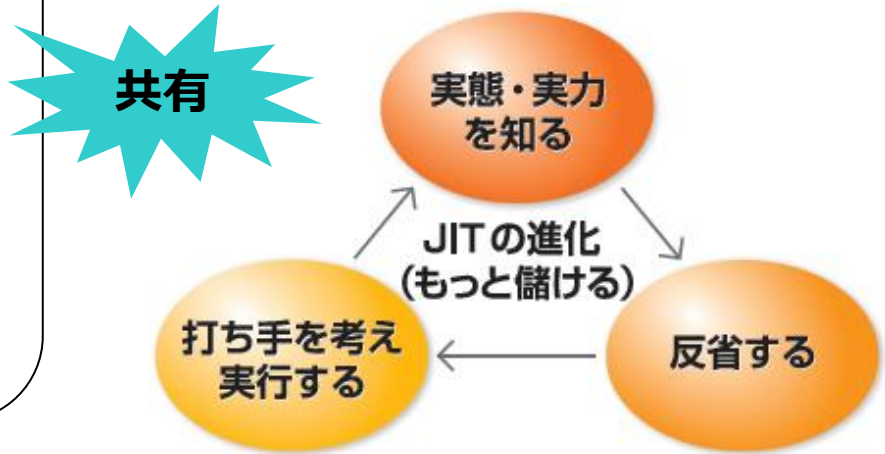 共有
実態・実力
を知る
JITの進化
(もっと儲ける)
打ち手を考え
実行する
反省する